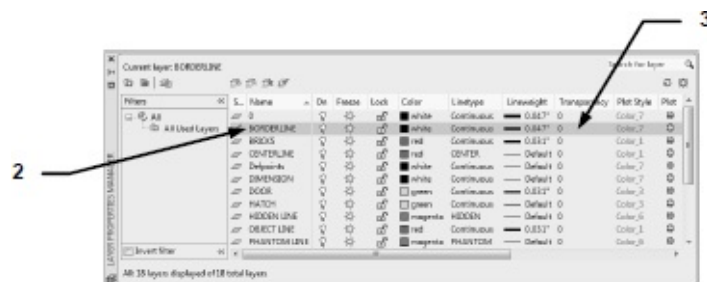 3
Current layer: BORDERLINE
Search for layer
Filters
S... Name On Freeze Lock Color Linetype Lineweight Transparency Plot Style Plot
All
All Used Layers
0 white Continuous 0.047" 0 Color_7
BORDERLINE white Continuous 0.047" 0 Color_7
BRICKS red Continuous 0.031" 0 Color_1
CENTERLINE red CENTER Default 0 Color_1
Defpoints white Continuous Default 0 Color_7
DIMENSION white Continuous Default 0 Color_7
DOOR green Continuous 0.031" 0 Color_3
HATCH green Continuous Default 0 Color_3
HIDDEN LINE magenta HIDDEN Default 0 Color_6
OBJECT LINE red Continuous 0.031" 0 Color_1
PHANTOM LINE magenta PHANTOM Default 0 Color_6
2
Invert filter
LAYER PROPERTIES MANAGER
All: 18 layers displayed of 18 total layers